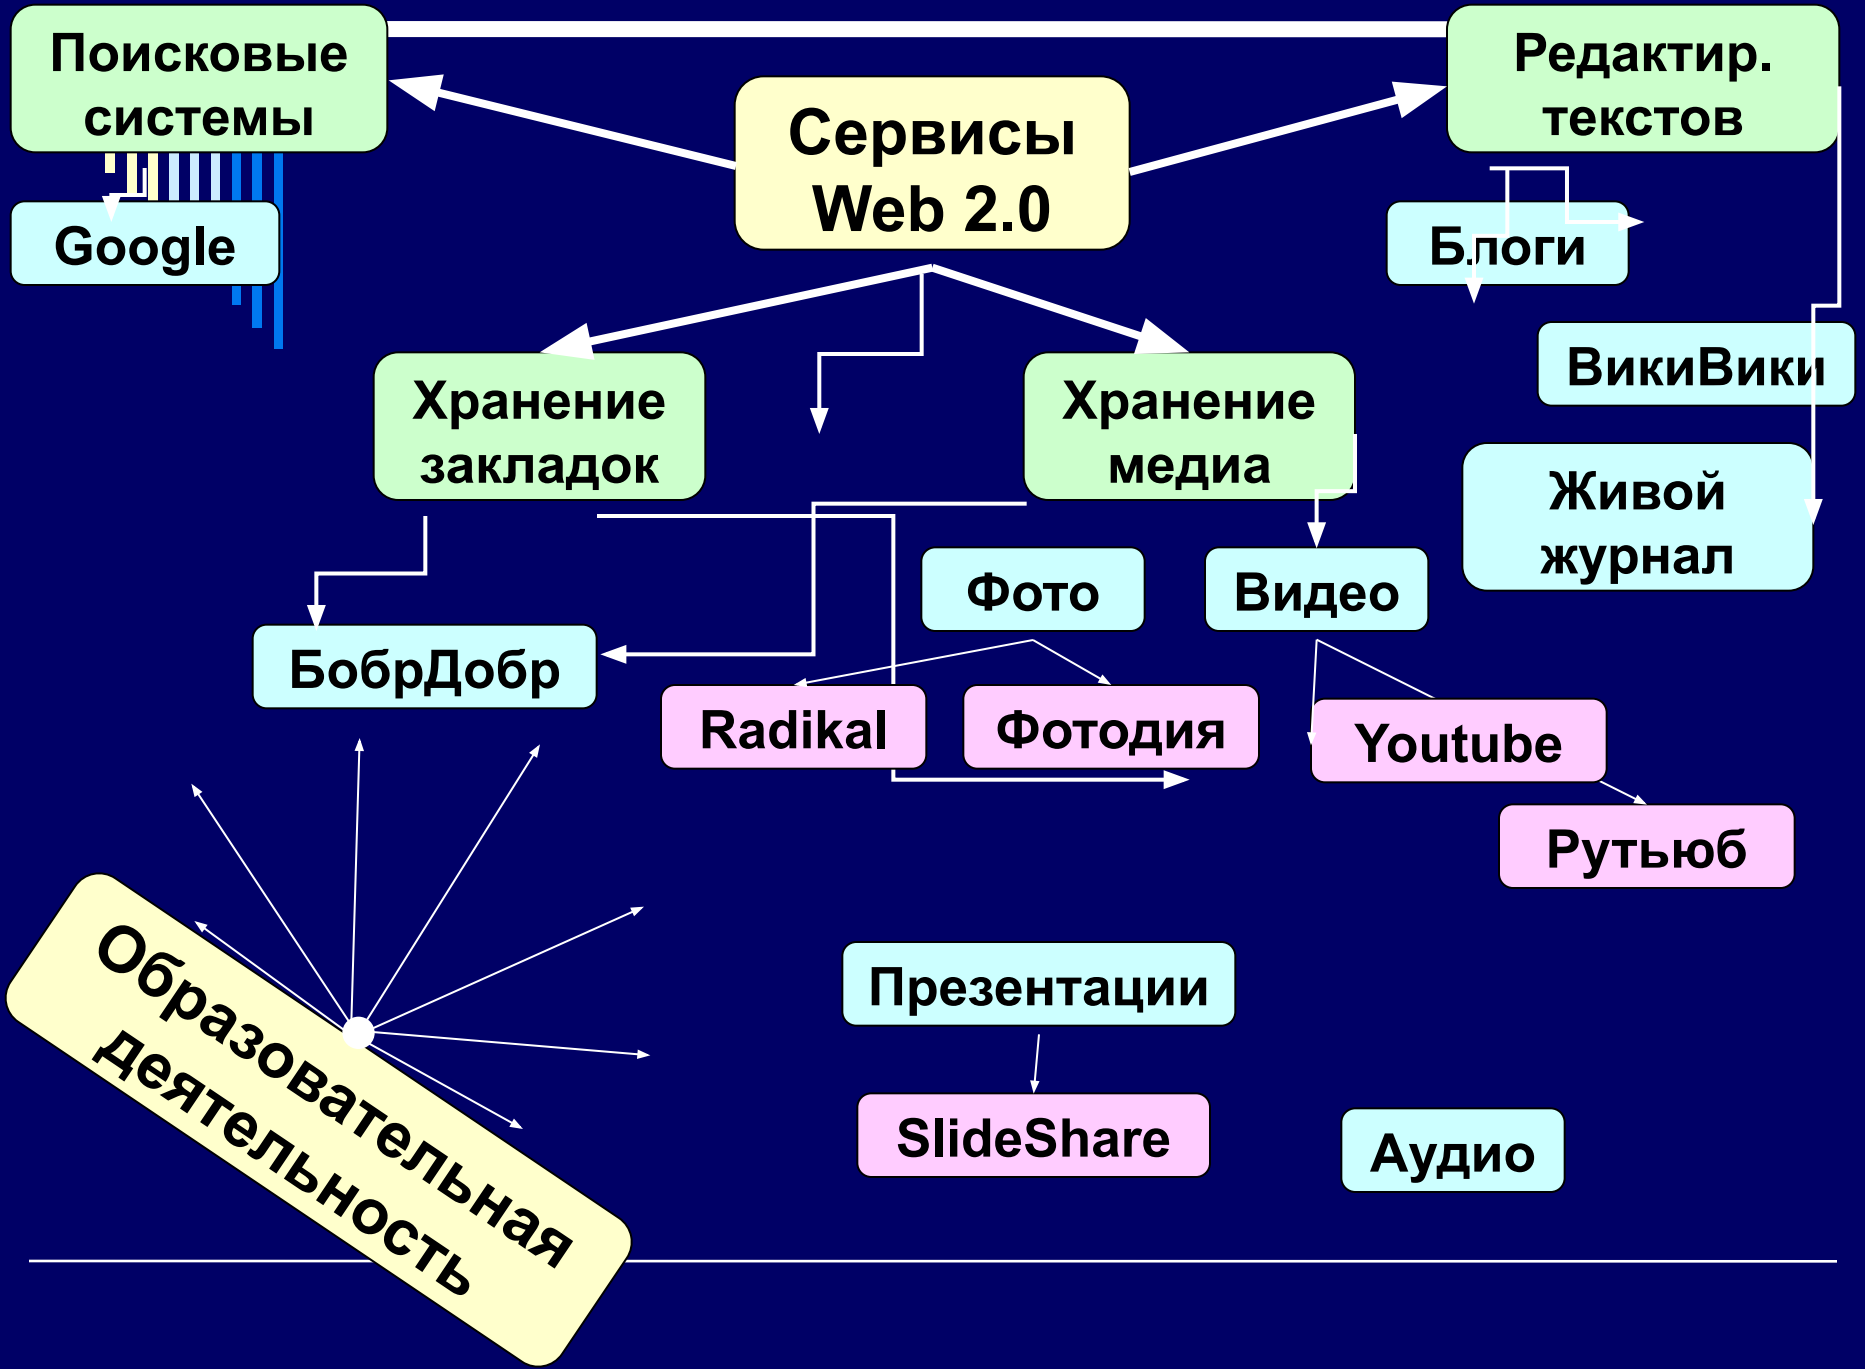 Поисковые
системы
Редактир.
текстов
Сервисы
Web 2.0
Google
Блоги
ВикиВики
Хранение
закладок
Хранение
медиа
Живой
журнал
Фото
Видео
БобрДобр
Radikal
Фотодия
Youtube
Рутьюб
Презентации
SlideShare
Аудио
Образовательная
деятельность